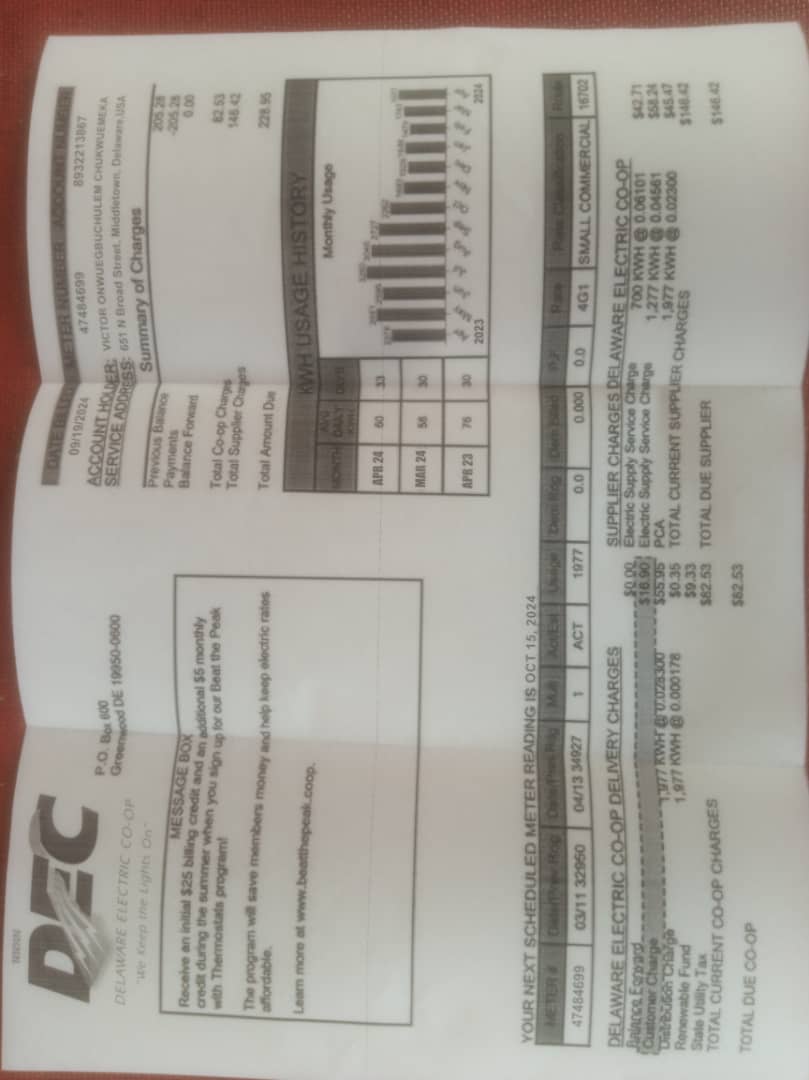 DEC
DELAWARE ELECTRIC CO-OP
"We Keep the Lights On"
P.O. Box 600
Greenwood DE 19950-0600
METER NUMBER ACCOUNT NUMBER
09/19/2024 47484699 8932213867
ACCOUNT HOLDER: VICTOR ONWUEGBUCHULEM CHUKWUEMEKA
SERVICE ADDRESS: 651 N Broad Street, Middletown, Delaware,USA
Summary of Charges
Previous Balance 205.28
Payments -205.28
Balance Forward 0.00
Total Co-op Charges 82.53
Total Supplier Charges 146.42
Total Amount Due 228.95
MESSAGE BOX
Receive an initial $25 billing credit and an additional $5 monthly
credit during the summer when you sign up for our Beat the Peak
with Thermostats program!
The program will save members money and help keep electric rates
affordable.
Learn more at www.beatthepeak.coop.
KWH USAGE HISTORY
MONTH AVG DAILY KWH DAYS Monthly Usage
APR 24 60 33
MAR 24 58 30
APR 23 76 30
2023 2024
YOUR NEXT SCHEDULED METER READING IS OCT 15, 2024
METER # Date/Prev Rdg Date/Pres Rdg Mult Act/Est Usage Dem Rdg Dem Billed P.F. Rate Rate Classification Route
47484699 03/11 32950 04/13 34927 1 ACT 1977 0.0 0.000 0.0 4G1 SMALL COMMERCIAL 16702
DELAWARE ELECTRIC CO-OP DELIVERY CHARGES
Balance Forward $0.00
Customer Charge $16.90
Distribution Charge 1,977 KWH @ 0.028300 $55.95
Renewable Fund 1,977 KWH @ 0.000178 $0.35
State Utility Tax $9.33
TOTAL CURRENT CO-OP CHARGES $82.53
TOTAL DUE CO-OP $82.53
SUPPLIER CHARGES DELAWARE ELECTRIC CO-OP
Electric Supply Service Charge 700 KWH @ 0.06101 $42.71
Electric Supply Service Charge 1,277 KWH @ 0.04561 $58.24
PCA 1,977 KWH @ 0.02300 $45.47
TOTAL CURRENT SUPPLIER CHARGES $146.42
TOTAL DUE SUPPLIER $146.42